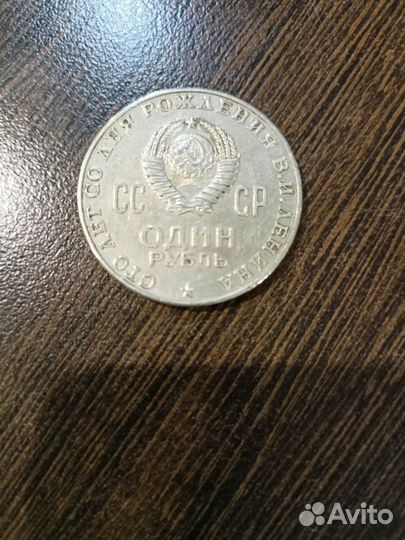 СТО ЛЕТ СО ДНЯ РОЖДЕНИЯ В.И.ЛЕНИНА
СС СР
ОДИН
РУБЛЬ
Avito